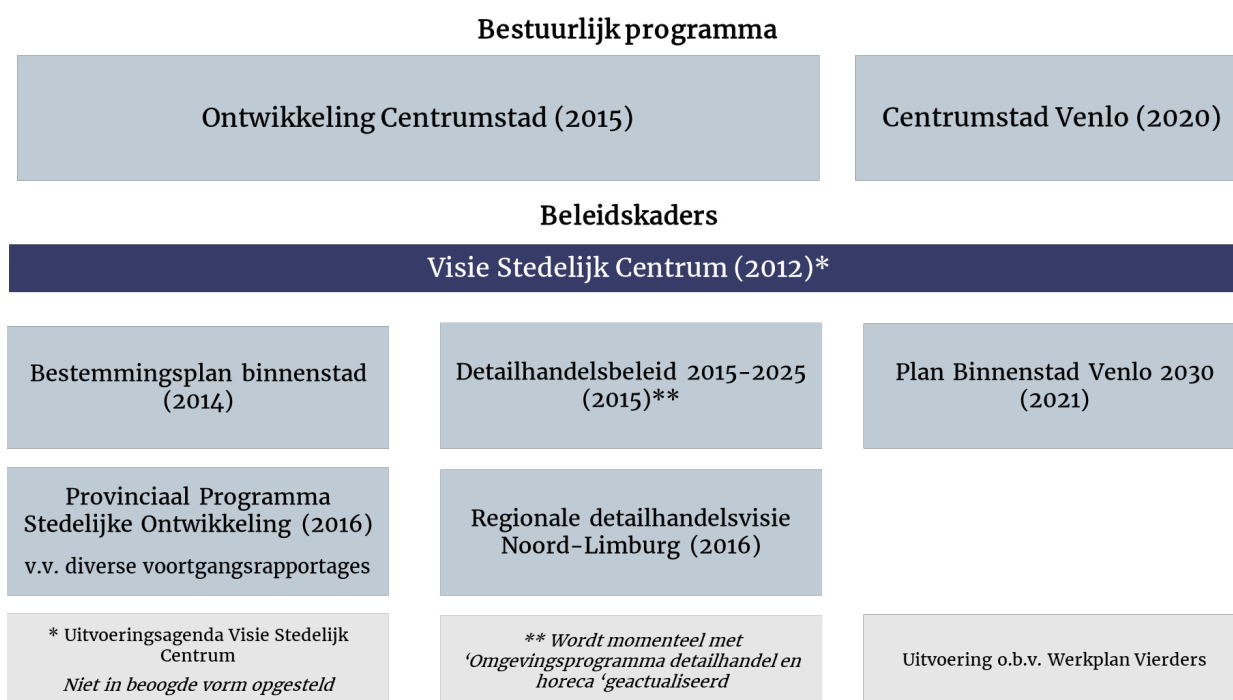 Bestuurlijk programma
Ontwikkeling Centrumstad (2015)
Centrumstad Venlo (2020)
Beleidskaders
Visie Stedelijk Centrum (2012)*
Bestemmingsplan binnenstad
(2014)
Detailhandelsbeleid 2015-2025
(2015)**
Plan Binnenstad Venlo 2030
(2021)
Provinciaal Programma
Stedelijke Ontwikkeling (2016)
v.v. diverse voortgangsrapportages
Regionale detailhandelsvisie
Noord-Limburg (2016)
* Uitvoeringsagenda Visie Stedelijk
Centrum
Niet in beoogde vorm opgesteld
** Wordt momenteel met
‘Omgevingsprogramma detailhandel en
horeca ‘geactualiseerd
Uitvoering o.b.v. Werkplan Vierders